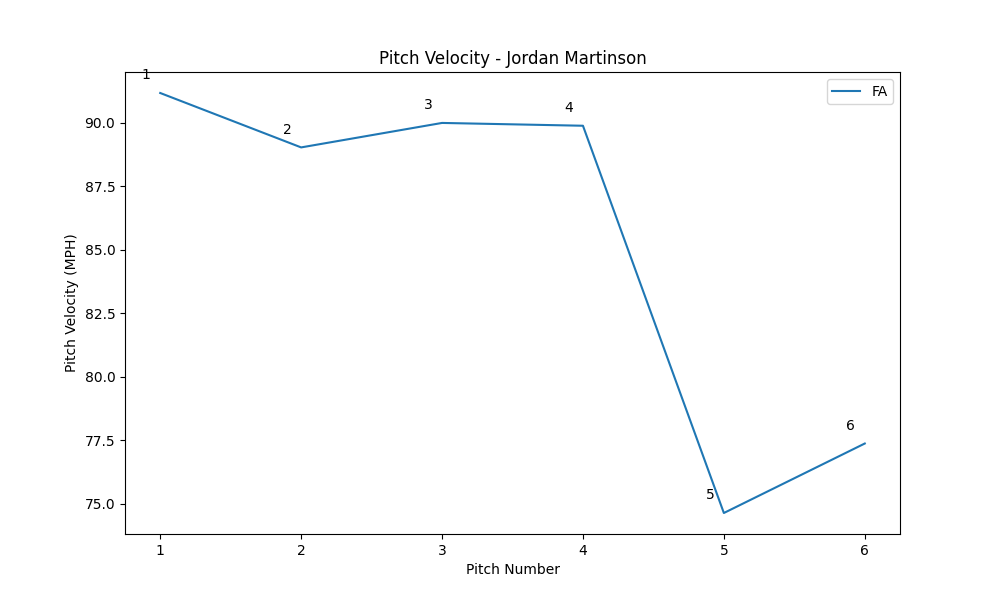 Pitch Velocity - Jordan Martinson
FA
1
2
3
4
5
6
90.0
87.5
85.0
82.5
80.0
77.5
75.0
Pitch Velocity (MPH)
1 2 3 4 5 6
Pitch Number